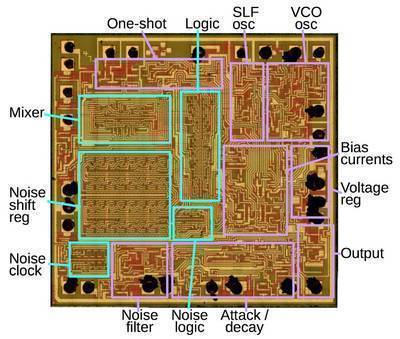 One-shot
Logic
SLF
osc
VCO
osc
Mixer
Bias
currents
Noise
shift
reg
Voltage
reg
Noise
clock
Output
Noise
filter
Noise
logic
Attack /
decay